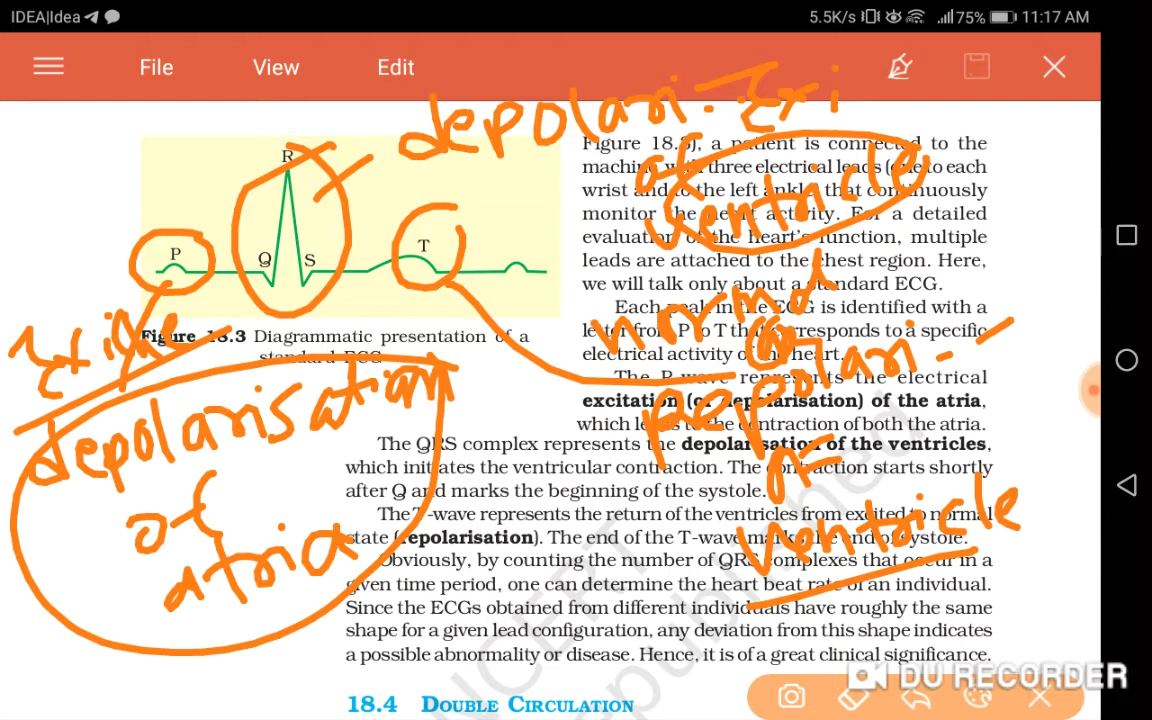 IDEA|Idea
5.5K/s 75% 11:17 AM
File View Edit
depolari-
of
ventricle
R
P
Q
S
T
Figure 18.3 Diagrammatic presentation of a
standard ECG
depolarisation
of
atria
normal
repolari--
of
ventricle
Figure 18.3), a patient is connected to the
machine with three electrical leads (one to each
wrist and to the left ankle) that continuously
monitor the heart activity. For a detailed
evaluation of the heart's function, multiple
leads are attached to the chest region. Here,
we will talk only about a standard ECG.
Each peak in the ECG is identified with a
letter from P to T that corresponds to a specific
electrical activity of the heart.
The P-wave represents the electrical
excitation (or depolarisation) of the atria,
which leads to the contraction of both the atria.
The QRS complex represents the depolarisation of the ventricles,
which initiates the ventricular contraction. The contraction starts shortly
after Q and marks the beginning of the systole.
The T-wave represents the return of the ventricles from excited to normal
state (repolarisation). The end of the T-wave marks the end of systole.
Obviously, by counting the number of QRS complexes that occur in a
given time period, one can determine the heart beat rate of an individual.
Since the ECGs obtained from different individuals have roughly the same
shape for a given lead configuration, any deviation from this shape indicates
a possible abnormality or disease. Hence, it is of a great clinical significance.
18.4 DOUBLE CIRCULATION
DU RECORDER